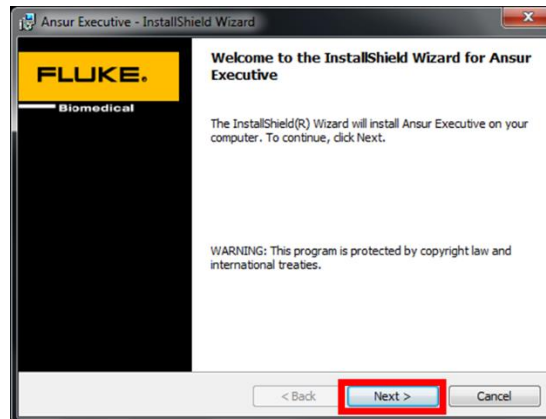 Ansur Executive - InstallShield Wizard
FLUKE.
Biomedical
Welcome to the InstallShield Wizard for Ansur
Executive
The InstallShield(R) Wizard will install Ansur Executive on your
computer. To continue, click Next.
WARNING: This program is protected by copyright law and
international treaties.
< Back
Next >
Cancel